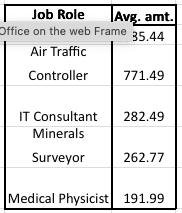 Job Role Avg. amt.
Office on the web Frame 85.44
Air Traffic
Controller 771.49
IT Consultant 282.49
Minerals
Surveyor 262.77
Medical Physicist 191.99